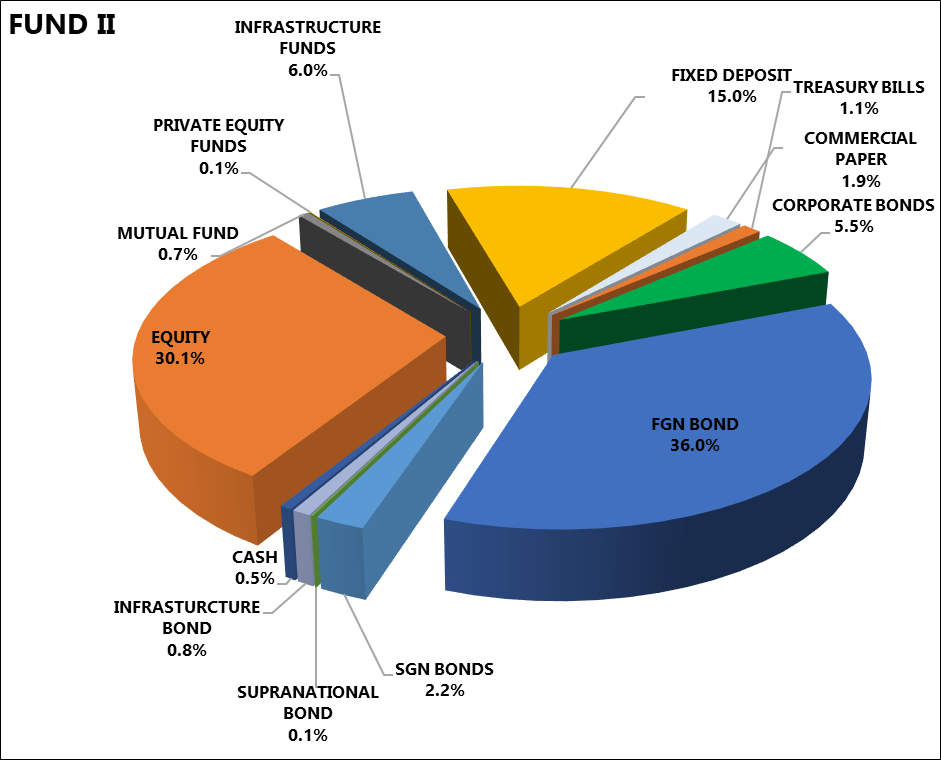 FUND II
INFRASTRUCTURE
FUNDS
6.0%
FIXED DEPOSIT
15.0%
TREASURY BILLS
1.1%
PRIVATE EQUITY
FUNDS
0.1%
COMMERCIAL
PAPER
1.9%
CORPORATE BONDS
5.5%
MUTUAL FUND
0.7%
EQUITY
30.1%
FGN BOND
36.0%
CASH
0.5%
INFRASTURCTURE
BOND
0.8%
SGN BONDS
2.2%
SUPRANATIONAL
BOND
0.1%